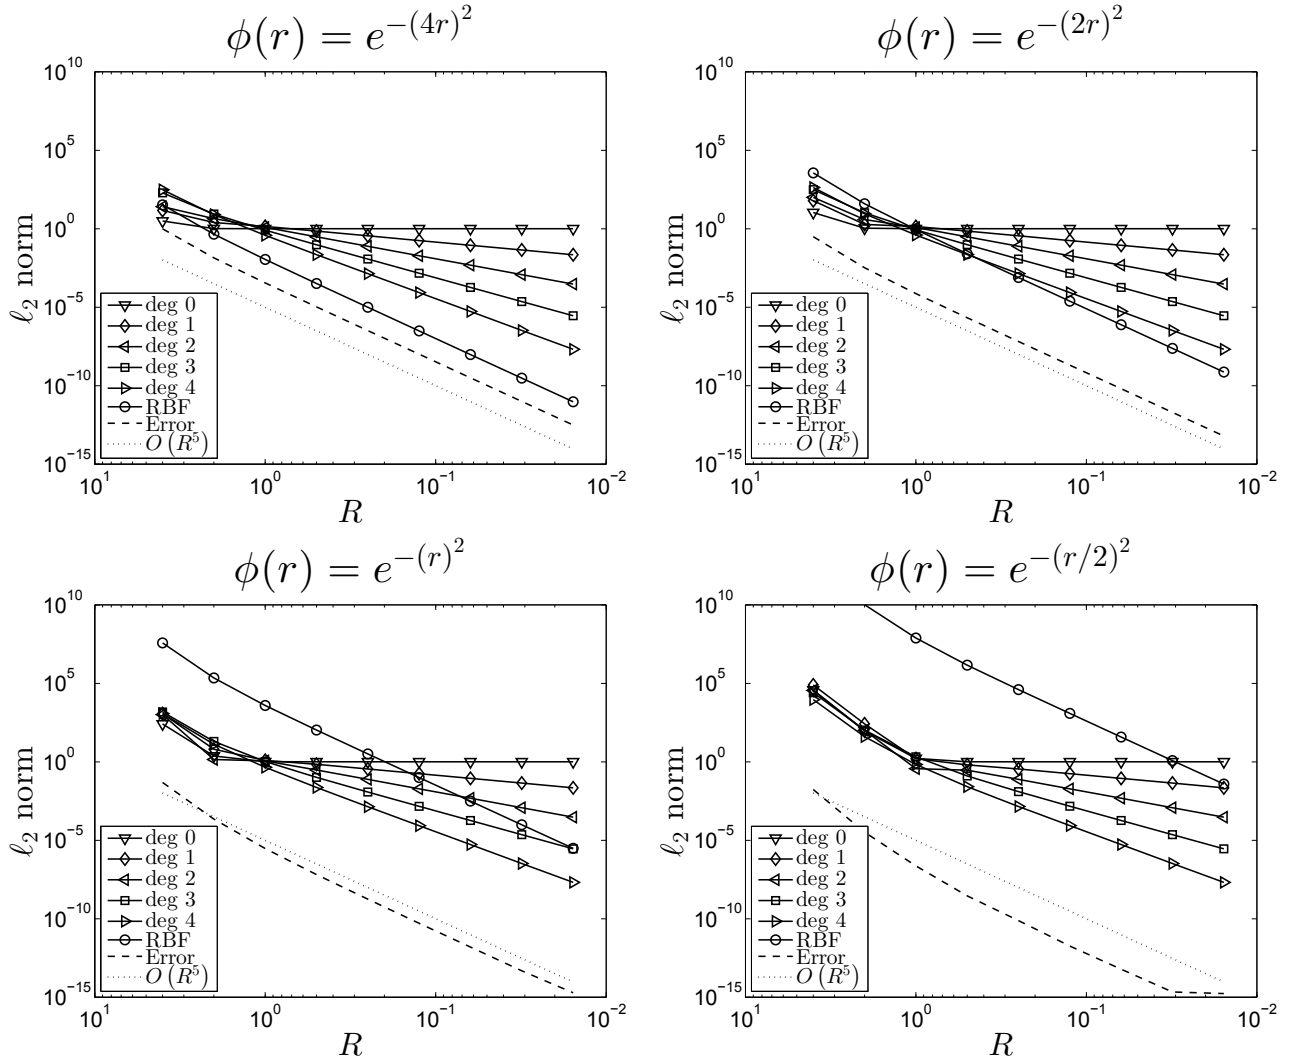 ϕ(r) = e^{−(4r)^2}
10^{10}
10^5
10^0
10^{−5}
10^{−10}
10^{−15}
ℓ_2 norm
deg 0
deg 1
deg 2
deg 3
deg 4
RBF
Error
O (R^5)
10^1
10^0
10^{−1}
10^{−2}
R
ϕ(r) = e^{−(2r)^2}
10^{10}
10^5
10^0
10^{−5}
10^{−10}
10^{−15}
ℓ_2 norm
deg 0
deg 1
deg 2
deg 3
deg 4
RBF
Error
O (R^5)
10^1
10^0
10^{−1}
10^{−2}
R
ϕ(r) = e^{−(r)^2}
10^{10}
10^5
10^0
10^{−5}
10^{−10}
10^{−15}
ℓ_2 norm
deg 0
deg 1
deg 2
deg 3
deg 4
RBF
Error
O (R^5)
10^1
10^0
10^{−1}
10^{−2}
R
ϕ(r) = e^{−(r/2)^2}
10^{10}
10^5
10^0
10^{−5}
10^{−10}
10^{−15}
ℓ_2 norm
deg 0
deg 1
deg 2
deg 3
deg 4
RBF
Error
O (R^5)
10^1
10^0
10^{−1}
10^{−2}
R